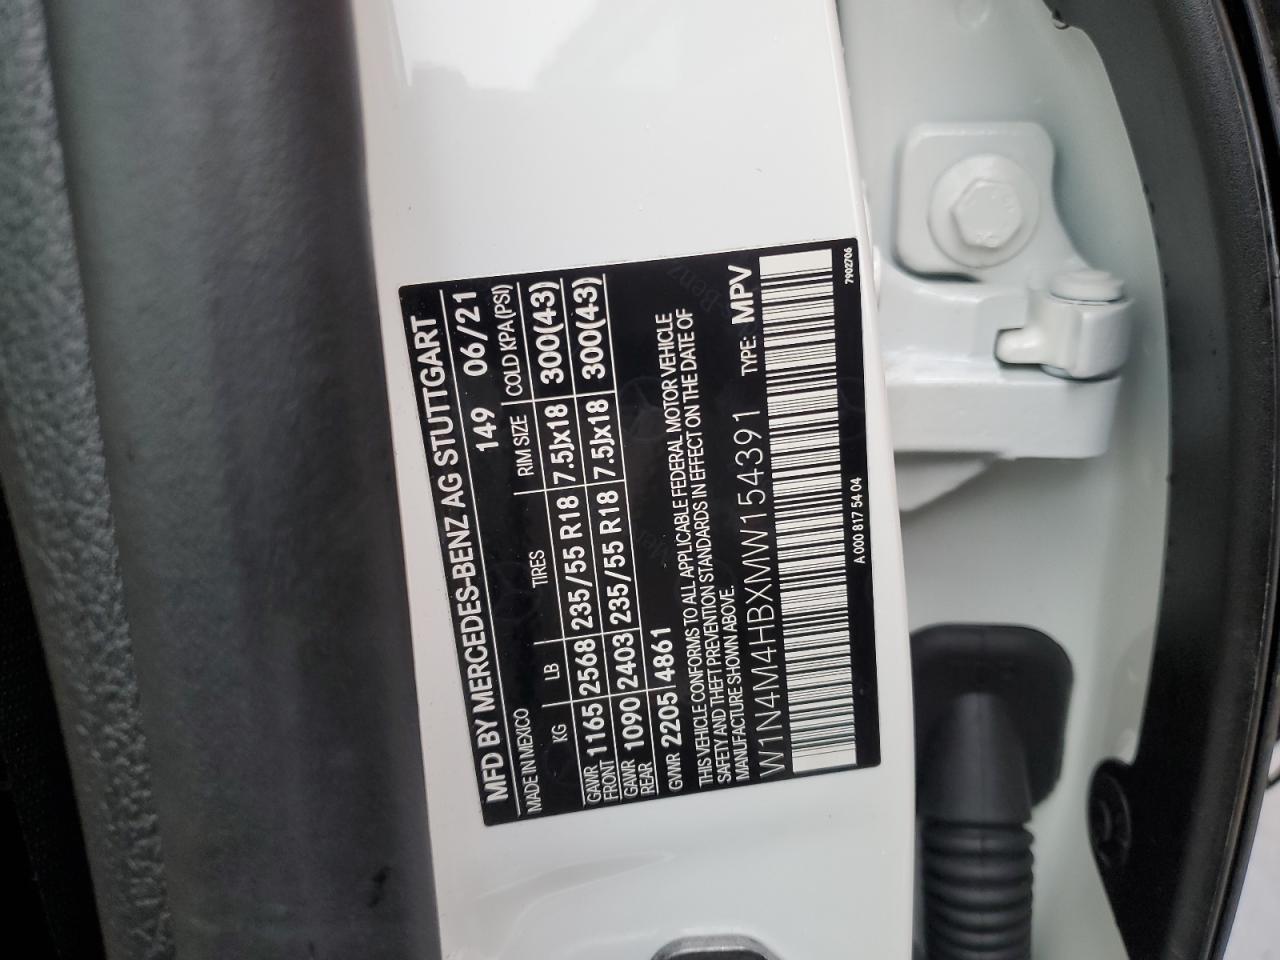 MFD BY MERCEDES-BENZ AG STUTTGART
MADE IN MEXICO 149 06/21
KG LB TIRES RIM SIZE COLD KPA(PSI)
GAWR FRONT 1165 2568 235/55 R18 7.5Jx18 300(43)
GAWR REAR 1090 2403 235/55 R18 7.5Jx18 300(43)
GVWR 2205 4861
THIS VEHICLE CONFORMS TO ALL APPLICABLE FEDERAL MOTOR VEHICLE
SAFETY AND THEFT PREVENTION STANDARDS IN EFFECT ON THE DATE OF
MANUFACTURE SHOWN ABOVE.
W1N4M4HBXMW154391 TYPE: MPV
A 000 817 54 04 7902706